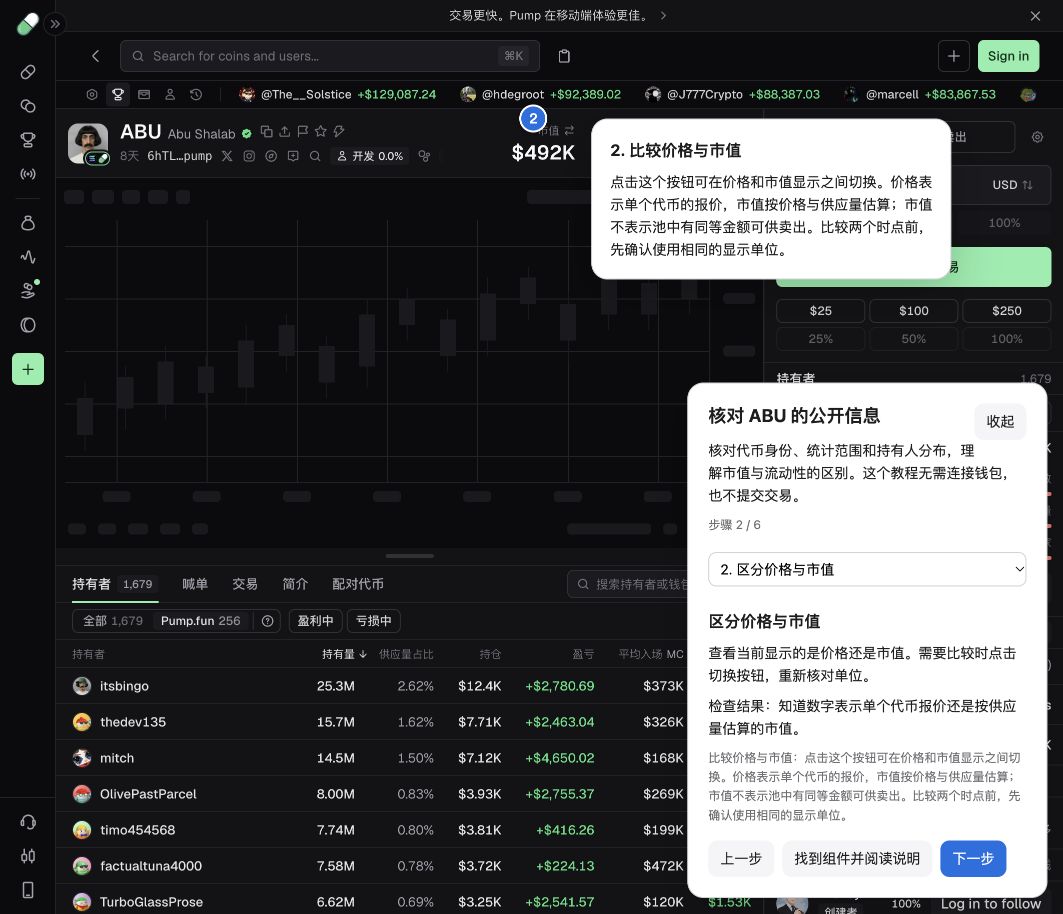 交易更快。Pump 在移动端体验更佳。
Search for coins and users...
⌘K
Sign in
@The__Solstice +$129,087.24
@hdegroot +$92,389.02
@J777Crypto +$88,387.03
@marcell +$83,867.53
ABU Abu Shalab
8天 6hTL…pump
开发 0.0%
2
市值
$492K
2. 比较价格与市值
点击这个按钮可在价格和市值显示之间切换。价格表
示单个代币的报价，市值按价格与供应量估算；市值
不表示池中有同等金额可供卖出。比较两个时点前，
先确认使用相同的显示单位。
卖出
USD
100%
易
$25 $100 $250
25% 50% 100%
持有者 1,679
核对 ABU 的公开信息
收起
核对代币身份、统计范围和持有人分布，理
解市值与流动性的区别。这个教程无需连接钱包，
也不提交交易。
步骤 2 / 6
2. 区分价格与市值
区分价格与市值
查看当前显示的是价格还是市值。需要比较时点击
切换按钮，重新核对单位。
检查结果：知道数字表示单个代币报价还是按供应
量估算的市值。
比较价格与市值：点击这个按钮可在价格和市值显示之间切
换。价格表示单个代币的报价，市值按价格与供应量估算；
市值不表示池中有同等金额可供卖出。比较两个时点前，先
确认使用相同的显示单位。
上一步 找到组件并阅读说明 下一步
持有者 1,679 喊单 交易 简介 配对代币
搜索持有者或钱包
全部 1,679 Pump.fun 256 盈利中 亏损中
持有者 持有量 供应量占比 持仓 盈亏 平均入场 MC
itsbingo 25.3M 2.62% $12.4K +$2,780.69 $373K
thedev135 15.7M 1.62% $7.71K +$2,463.04 $326K
mitch 14.5M 1.50% $7.12K +$4,650.02 $168K
OlivePastParcel 8.00M 0.83% $3.93K +$2,755.37 $269K
timo454568 7.74M 0.80% $3.81K +$416.26 $199K
factualtuna4000 7.58M 0.78% $3.72K +$224.13 $472K
TurboGlassProse 6.62M 0.69% $3.25K +$2,541.57 $120K $1.53K
创建者 100% Log in to follow